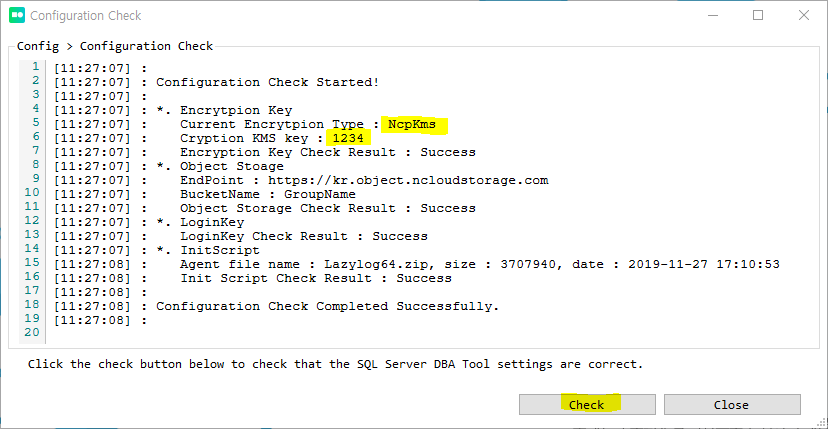 Configuration Check
Config > Configuration Check
1 [11:27:07] :
2 [11:27:07] : Configuration Check Started!
3 [11:27:07] :
4 [11:27:07] : *. Encrytpion Key
5 [11:27:07] : Current Encrytpion Type : NcpKms
6 [11:27:07] : Cryption KMS key : 1234
7 [11:27:07] : Encryption Key Check Result : Success
8 [11:27:07] : *. Object Stoage
9 [11:27:07] : EndPoint : https://kr.object.ncloudstorage.com
10 [11:27:07] : BucketName : GroupName
11 [11:27:07] : Object Storage Check Result : Success
12 [11:27:07] : *. LoginKey
13 [11:27:07] : LoginKey Check Result : Success
14 [11:27:07] : *. InitScript
15 [11:27:08] : Agent file name : Lazylog64.zip, size : 3707940, date : 2019-11-27 17:10:53
16 [11:27:08] : Init Script Check Result : Success
17 [11:27:08] :
18 [11:27:08] : Configuration Check Completed Successfully.
19 [11:27:08] :
20
Click the check button below to check that the SQL Server DBA Tool settings are correct.
Check Close